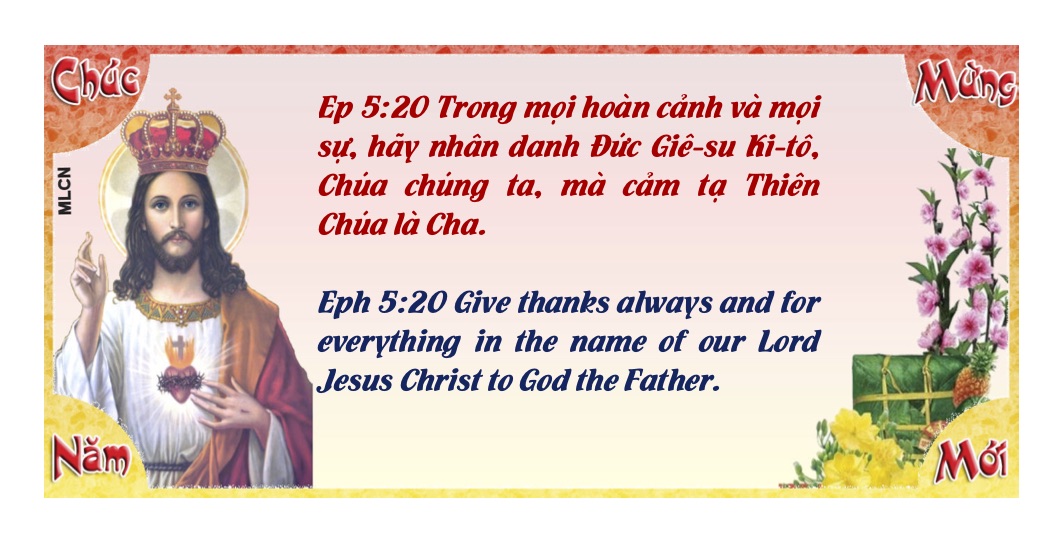 Chúc
Mừng
MLCN
Ep 5:20 Trong mọi hoàn cảnh và mọi
sự, hãy nhân danh Đức Giê-su Ki-tô,
Chúa chúng ta, mà cảm tạ Thiên
Chúa là Cha.
Eph 5:20 Give thanks always and for
everything in the name of our Lord
Jesus Christ to God the Father.
Năm
Mới